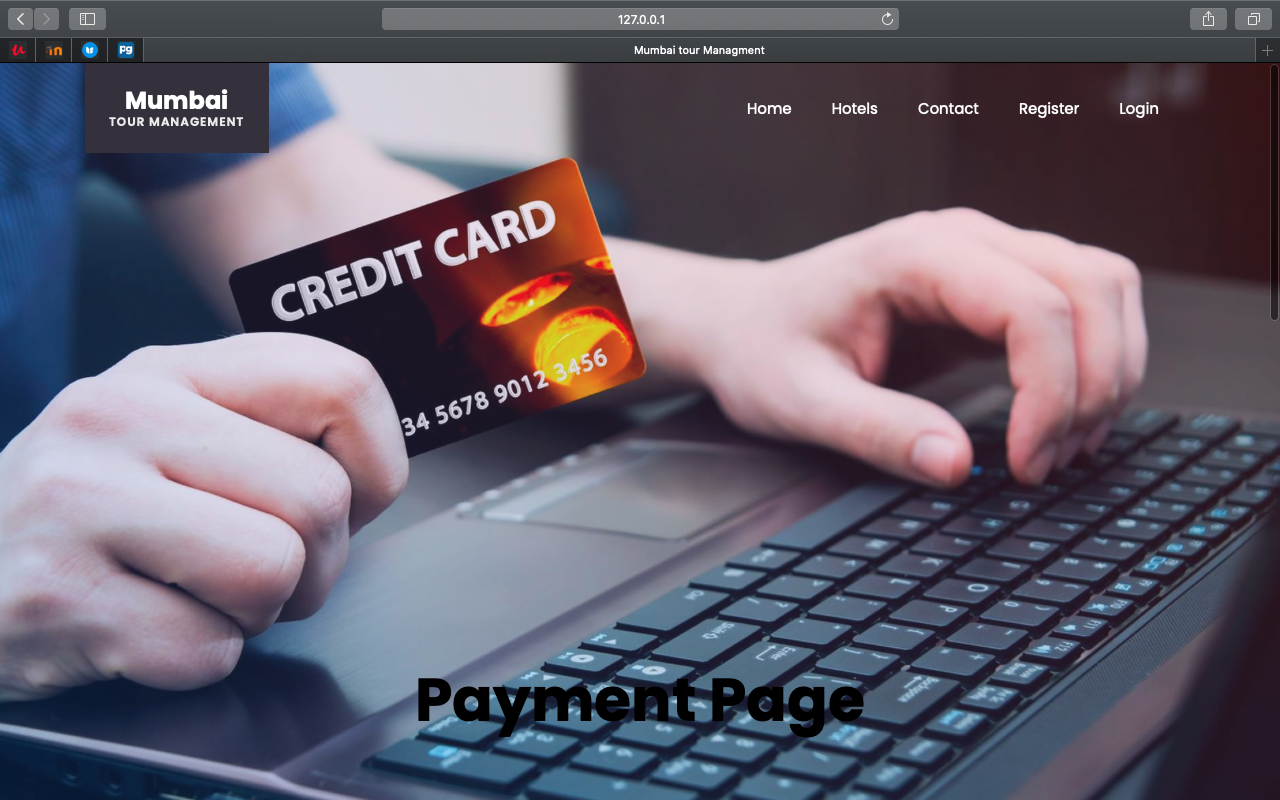 127.0.0.1
Mumbai tour Managment
Mumbai
TOUR MANAGEMENT
Home Hotels Contact Register Login
CREDIT CARD
34 5678 9012 3456
Payment Page